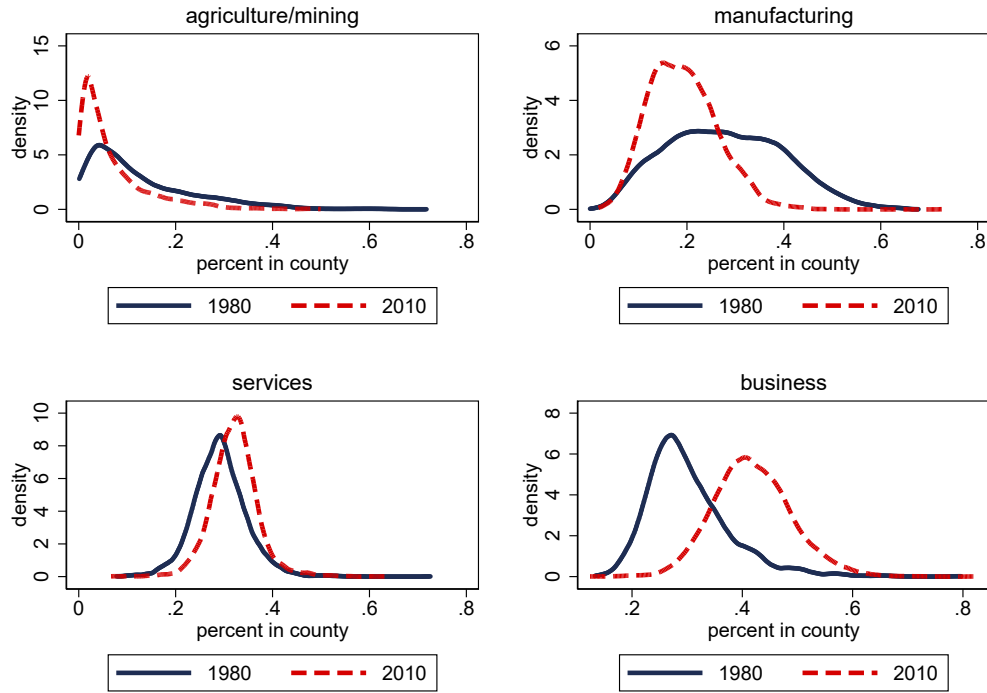 agriculture/mining
density
15
10
5
0
0 .2 .4 .6 .8
percent in county
1980 2010
manufacturing
density
6
4
2
0
0 .2 .4 .6 .8
percent in county
1980 2010
services
density
10
8
6
4
2
0
0 .2 .4 .6 .8
percent in county
1980 2010
business
density
8
6
4
2
0
.2 .4 .6 .8
percent in county
1980 2010